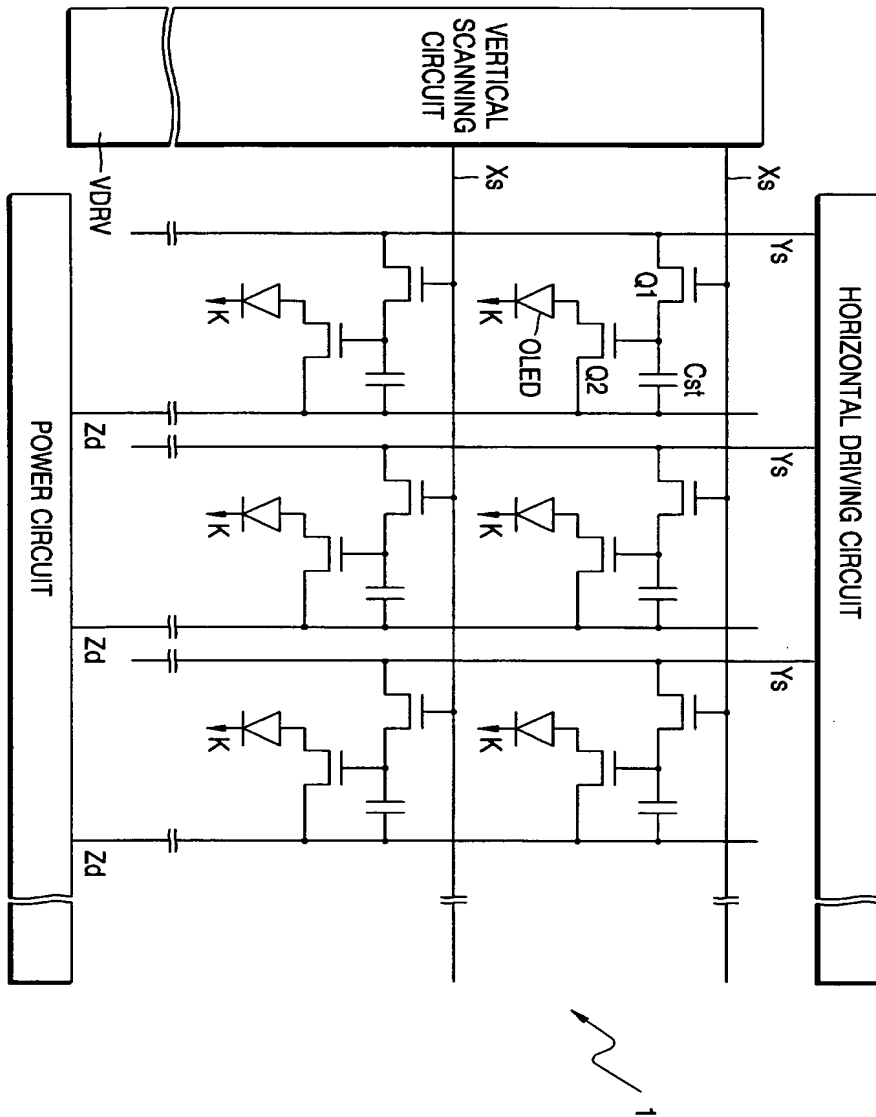 HORIZONTAL DRIVING CIRCUIT
Ys
Ys
Ys
Xs
Cst
Q1
1
Q2
OLED
K
K
K
VERTICAL
SCANNING
CIRCUIT
Xs
K
K
K
VDRV
Zd
Zd
Zd
POWER CIRCUIT